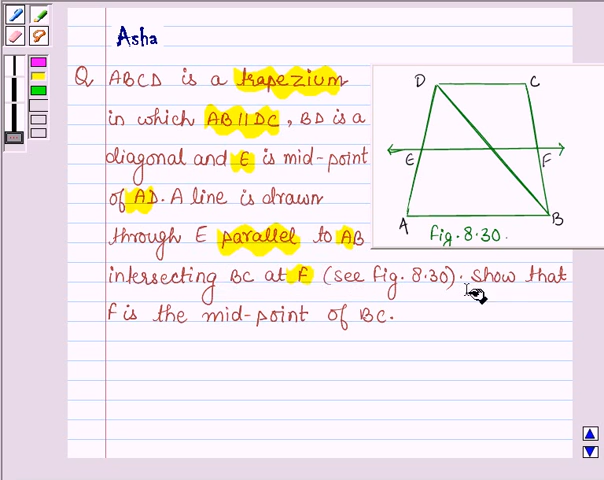 Asha
Q ABCD is a trapezium
in which AB||DC, BD is a
diagonal and E is mid-point
of AD. A line is drawn
through E parallel to AB
intersecting BC at F (see fig. 8.30). Show that
F is the mid-point of BC.
D C
E F
A B
fig. 8.30.